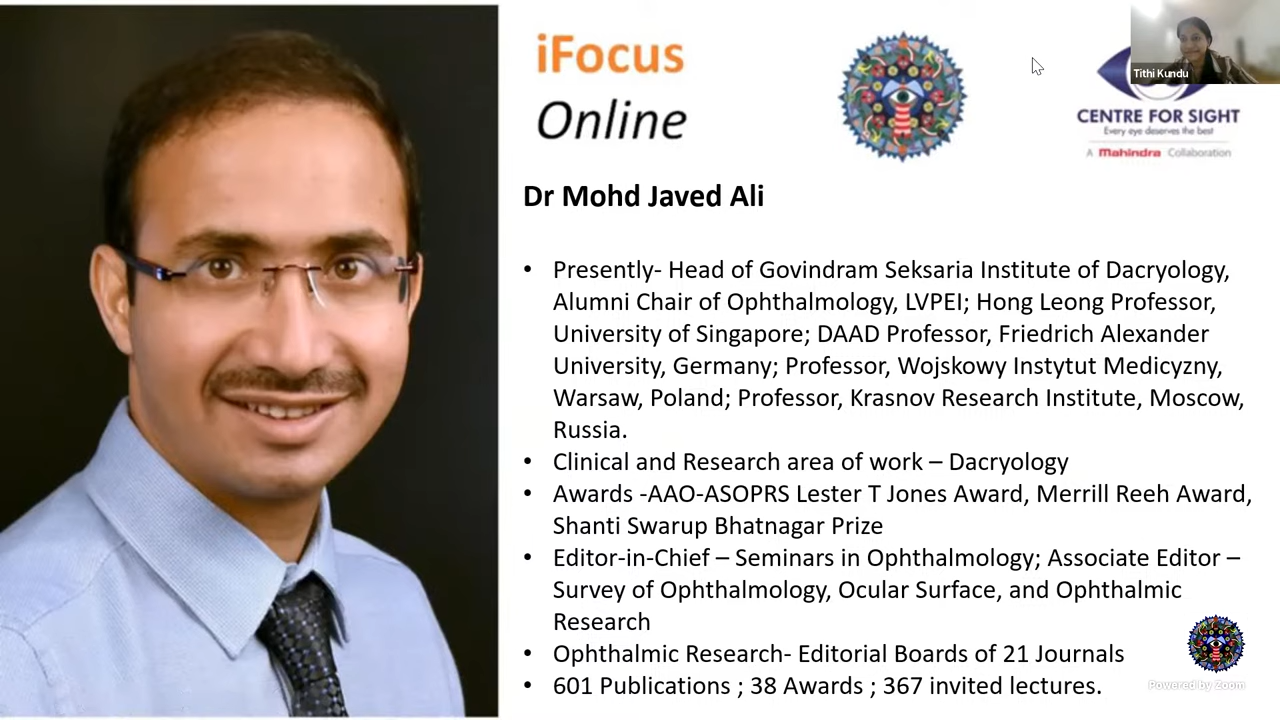 iFocus
Online
Tithi Kundu
CENTRE FOR SIGHT
Every eye deserves the best
A Mahindra Collaboration
Dr Mohd Javed Ali
• Presently- Head of Govindram Seksaria Institute of Dacryology,
Alumni Chair of Ophthalmology, LVPEI; Hong Leong Professor,
University of Singapore; DAAD Professor, Friedrich Alexander
University, Germany; Professor, Wojskowy Instytut Medicyzny,
Warsaw, Poland; Professor, Krasnov Research Institute, Moscow,
Russia.
• Clinical and Research area of work – Dacryology
• Awards -AAO-ASOPRS Lester T Jones Award, Merrill Reeh Award,
Shanti Swarup Bhatnagar Prize
• Editor-in-Chief – Seminars in Ophthalmology; Associate Editor –
Survey of Ophthalmology, Ocular Surface, and Ophthalmic
Research
• Ophthalmic Research- Editorial Boards of 21 Journals
• 601 Publications ; 38 Awards ; 367 invited lectures.
Powered by Zoom